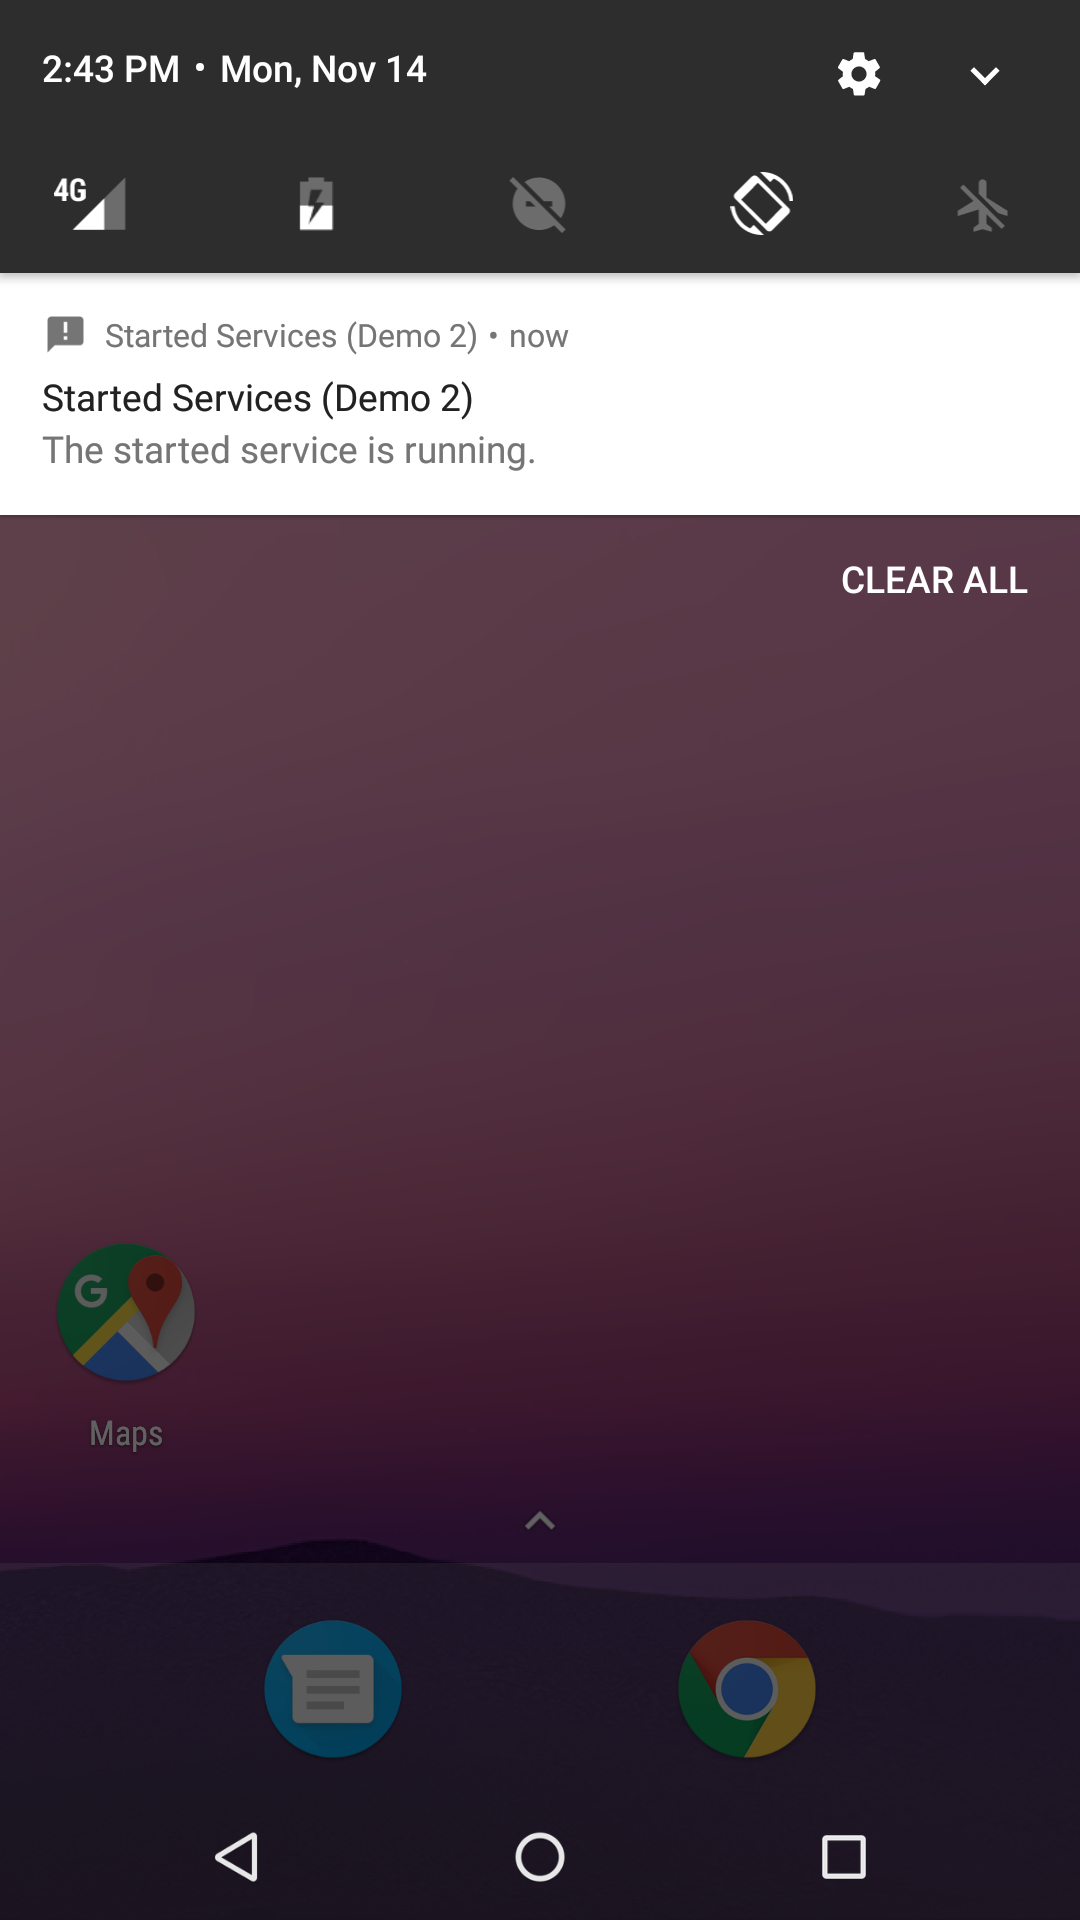 2:43 PM • Mon, Nov 14
4G
Started Services (Demo 2) • now
Started Services (Demo 2)
The started service is running.
CLEAR ALL
G
Maps